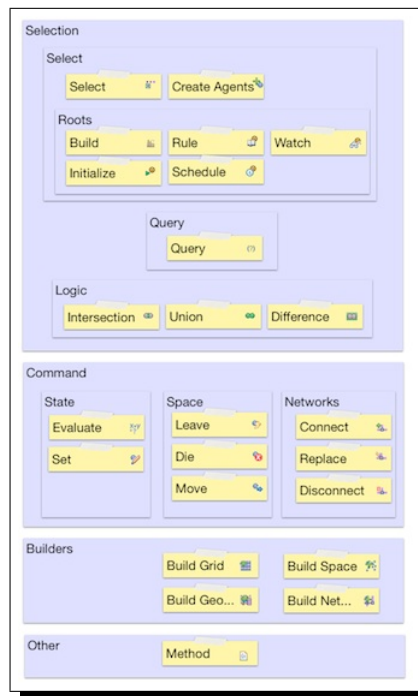 Selection
Select
Select Create Agents
Roots
Build Rule Watch
Initialize Schedule
Query
Query
Logic
Intersection Union Difference
Command
State Space Networks
Evaluate Leave Connect
Set Die Replace
Move Disconnect
Builders
Build Grid Build Space
Build Geo... Build Net...
Other
Method